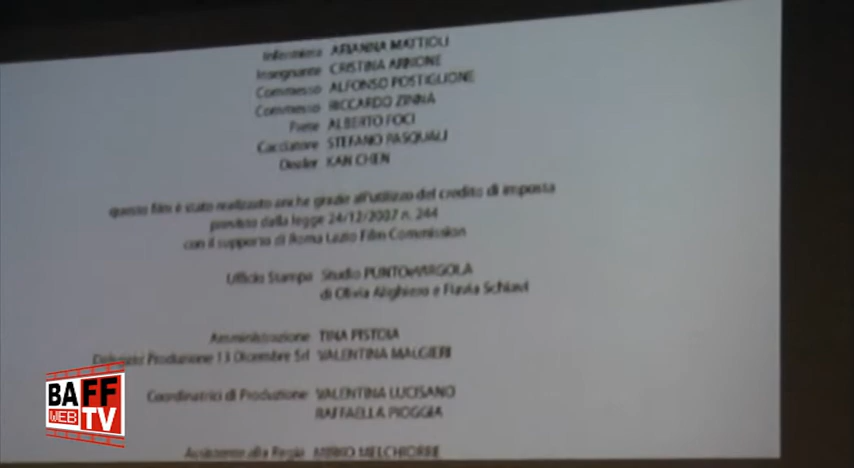 Infermiera ARIANNA MATTIOLI
Insegnante CRISTINA ARNONE
Commesso ALFONSO POSTIGLIONE
Commesso RICCARDO ZINNA
Prete ALBERTO FOCI
Cacciatore STEFANO PASQUALI
Dealer KAN CHEN
questo film è stato realizzato anche grazie all'utilizzo del credito di imposta
previsto dalla legge 24/12/2007 n. 244
con il supporto di Roma Lazio Film Commission
Ufficio Stampa Studio PUNTOeVIRGOLA
di Olivia Alighiero e Flavia Schiavi
Amministrazione TINA PISTOIA
Delegato Produzione 13 Dicembre Srl VALENTINA MALGIERI
Coordinatrici di Produzione VALENTINA LUCISANO
RAFFAELLA PIOGGIA
Assistente alla Regia MIRKO MELCHIORRE
BAFF
WEB TV